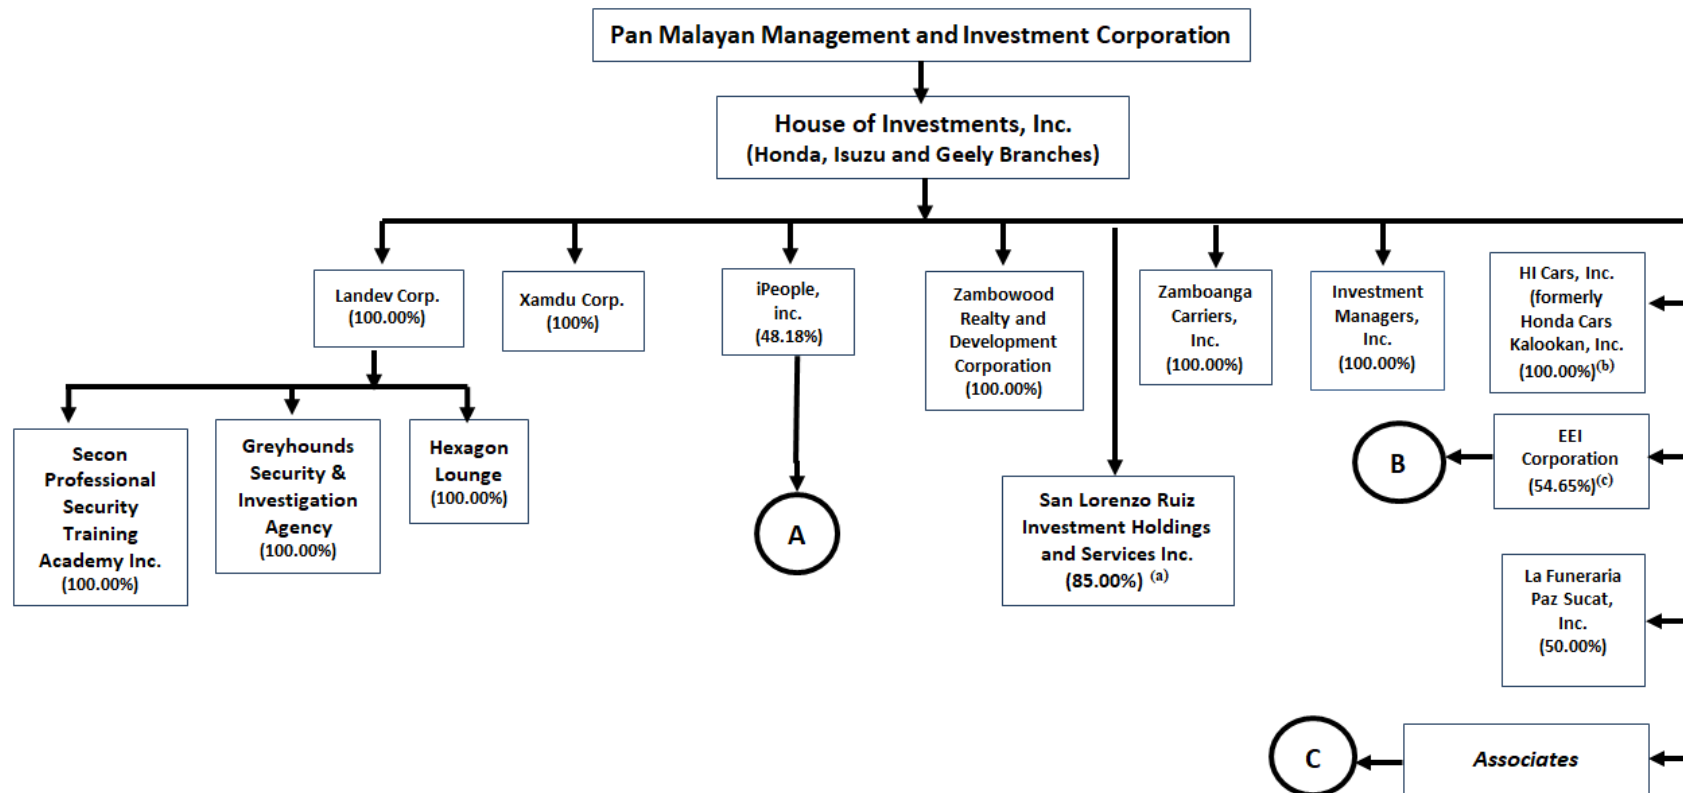 Pan Malayan Management and Investment Corporation
House of Investments, Inc.
(Honda, Isuzu and Geely Branches)
Landev Corp.
(100.00%)
Xamdu Corp.
(100%)
iPeople,
inc.
(48.18%)
Zambowood
Realty and
Development
Corporation
(100.00%)
Zamboanga
Carriers,
Inc.
(100.00%)
Investment
Managers,
Inc.
(100.00%)
HI Cars, Inc.
(formerly
Honda Cars
Kalookan, Inc.
(100.00%)(b)
Secon
Professional
Security
Training
Academy Inc.
(100.00%)
Greyhounds
Security &
Investigation
Agency
(100.00%)
Hexagon
Lounge
(100.00%)
A
San Lorenzo Ruiz
Investment Holdings
and Services Inc.
(85.00%) (a)
B
EEI
Corporation
(54.65%)(c)
La Funeraria
Paz Sucat,
Inc.
(50.00%)
C
Associates